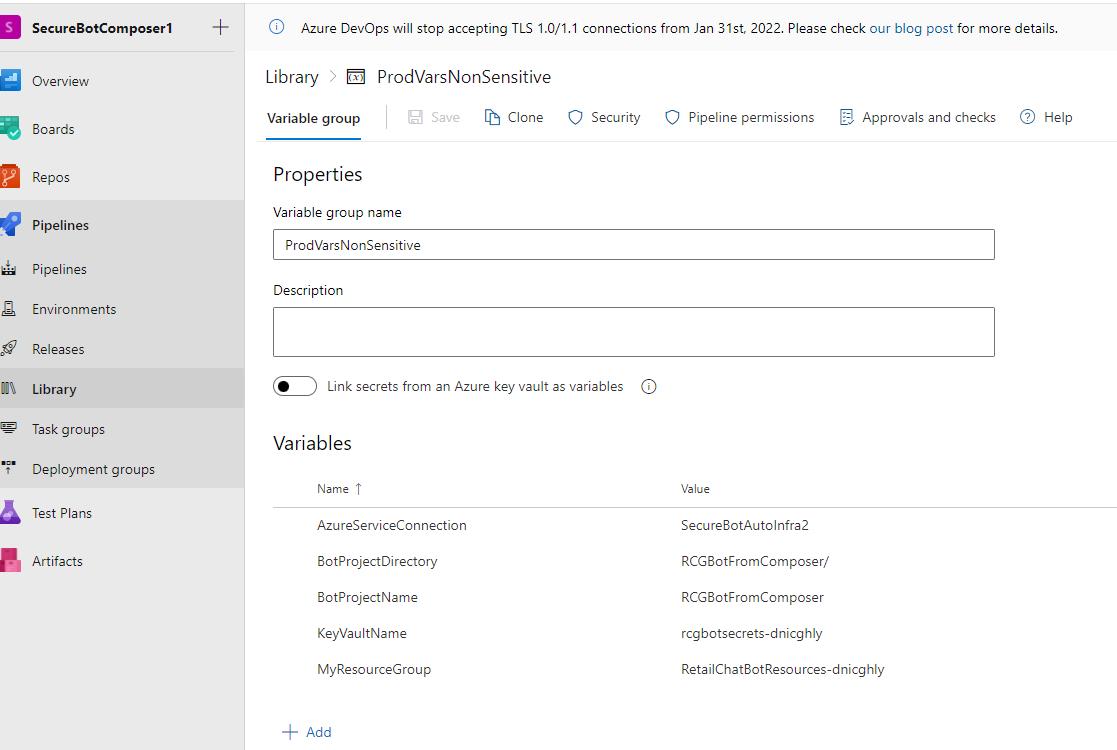 S SecureBotComposer1
Azure DevOps will stop accepting TLS 1.0/1.1 connections from Jan 31st, 2022. Please check our blog post for more details.
Overview
Boards
Repos
Pipelines
Pipelines
Environments
Releases
Library
Task groups
Deployment groups
Test Plans
Artifacts
Library > (x) ProdVarsNonSensitive
Variable group Save Clone Security Pipeline permissions Approvals and checks ? Help
Properties
Variable group name
ProdVarsNonSensitive
Description
Link secrets from an Azure key vault as variables
Variables
Name ↑ Value
AzureServiceConnection SecureBotAutoInfra2
BotProjectDirectory RCGBotFromComposer/
BotProjectName RCGBotFromComposer
KeyVaultName rcgbotsecrets-dnicghly
MyResourceGroup RetailChatBotResources-dnicghly
+ Add